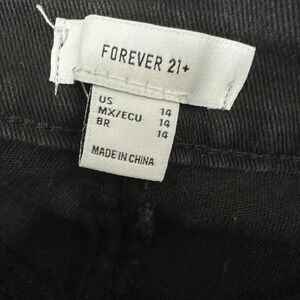 FOREVER 21+
US 14
MX/ECU 14
BR 14
MADE IN CHINA